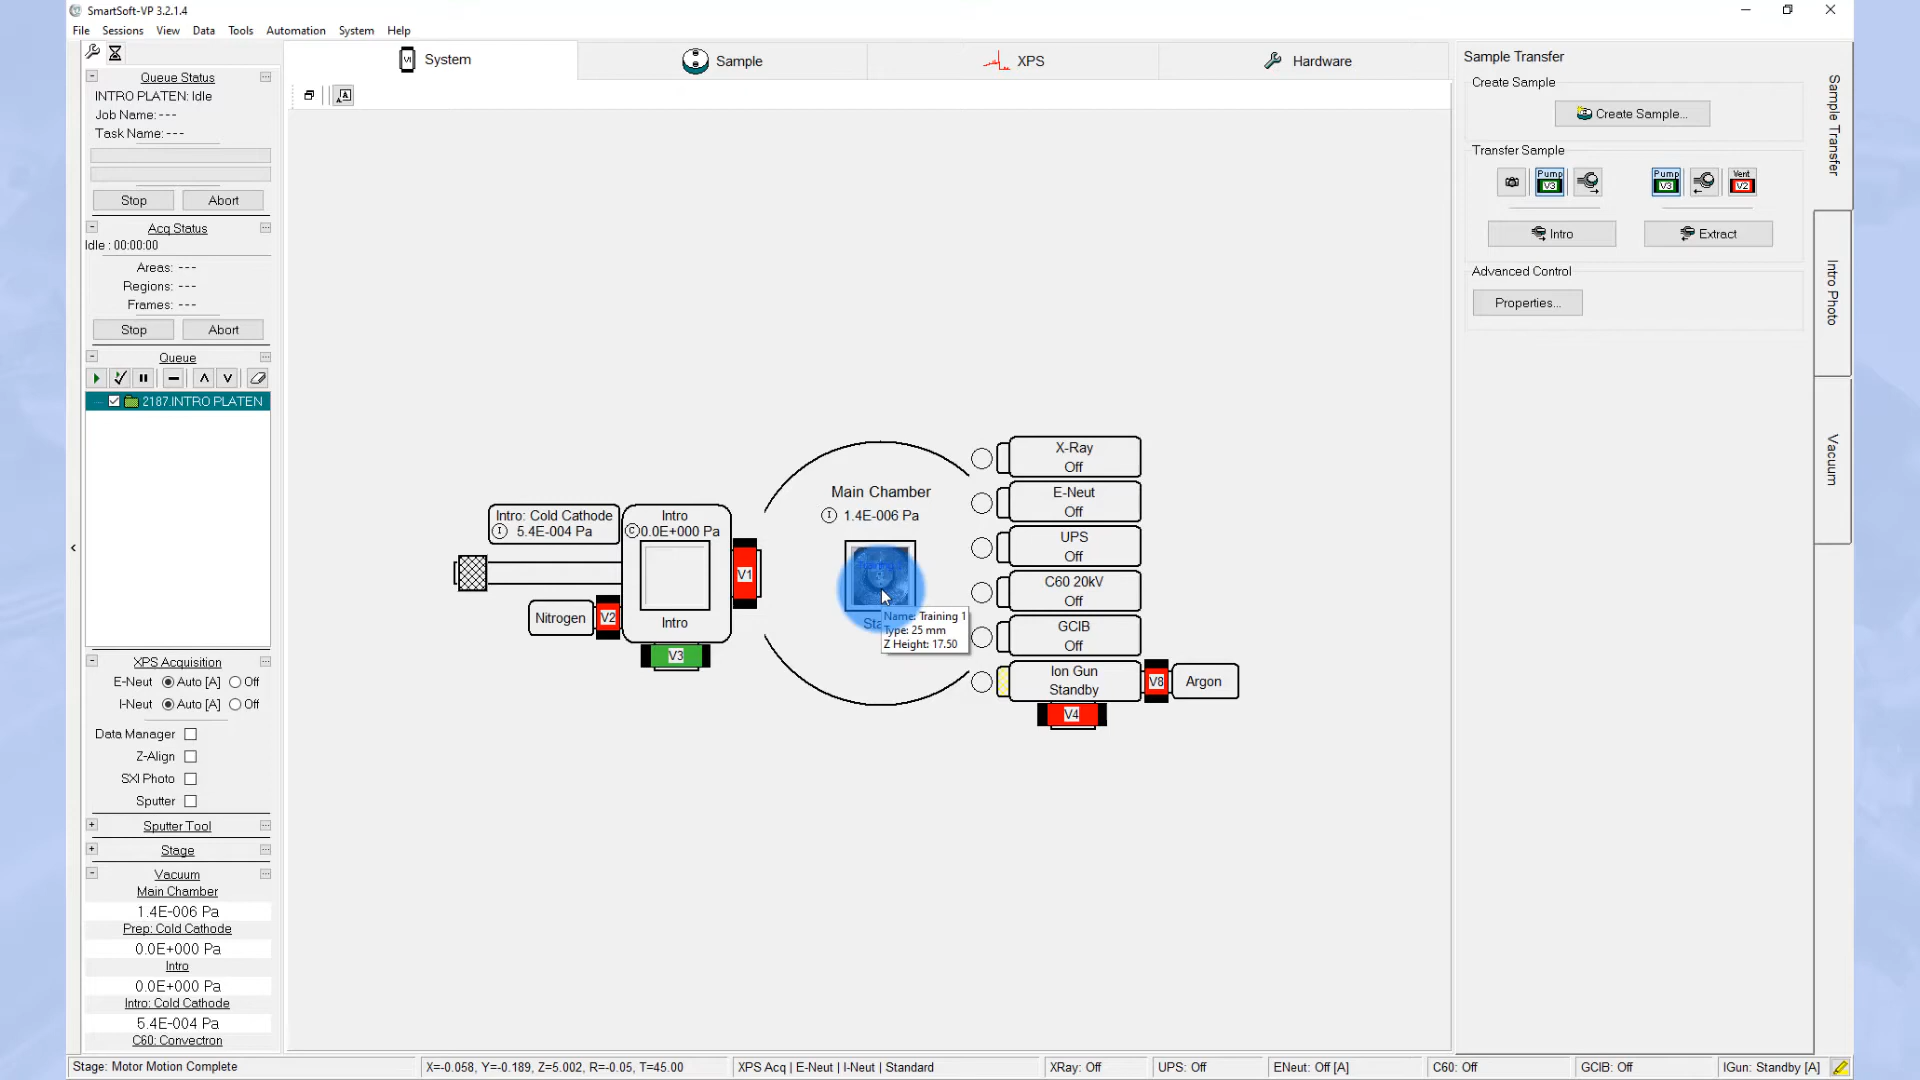 SmartSoft-VP 3.2.1.4
File Sessions View Data Tools Automation System Help
Queue Status
INTRO PLATEN: Idle
Job Name: ---
Task Name: ---
Stop Abort
Acq Status
Idle : 00:00:00
Areas: ---
Regions: ---
Frames: ---
Stop Abort
Queue
2187.INTRO PLATEN
XPS Acquisition
E-Neut Auto [A] Off
I-Neut Auto [A] Off
Data Manager
Z-Align
SXI Photo
Sputter
Sputter Tool
Stage
Vacuum
Main Chamber
1.4E-006 Pa
Prep: Cold Cathode
0.0E+000 Pa
Intro
0.0E+000 Pa
Intro: Cold Cathode
5.4E-004 Pa
C60: Convectron
System Sample XPS Hardware
Intro: Cold Cathode
I 5.4E-004 Pa
Intro
C 0.0E+000 Pa
V1
Nitrogen
V2
Intro
V3
Main Chamber
I 1.4E-006 Pa
Name: Training 1
Type: 25 mm
Z Height: 17.50
X-Ray
Off
E-Neut
Off
UPS
Off
C60 20kV
Off
GCIB
Off
Ion Gun
Standby
V8
Argon
V4
Sample Transfer
Create Sample
Create Sample...
Transfer Sample
Pump
V3
Pump
V3
Vent
V2
Intro Extract
Advanced Control
Properties...
Sample Transfer
Intro Photo
Vacuum
Stage: Motor Motion Complete
X=-0.058, Y=-0.189, Z=5.002, R=-0.05, T=45.00
XPS Acq | E-Neut | I-Neut | Standard
XRay: Off
UPS: Off
ENeut: Off [A]
C60: Off
GCIB: Off
IGun: Standby [A]